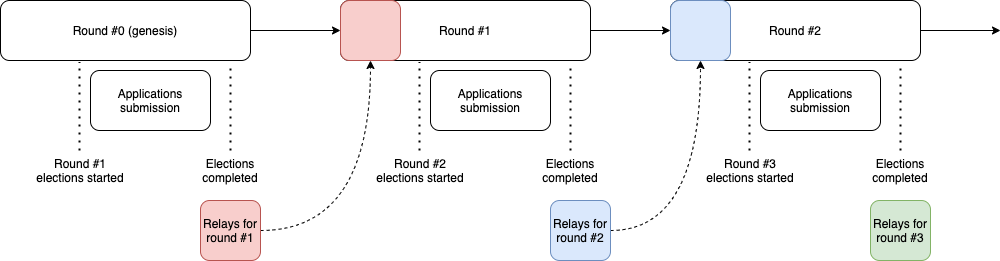 Round #0 (genesis)
Round #1
Round #2
Applications
submission
Applications
submission
Applications
submission
Round #1
elections started
Elections
completed
Round #2
elections started
Elections
completed
Round #3
elections started
Elections
completed
Relays for
round #1
Relays for
round #2
Relays for
round #3